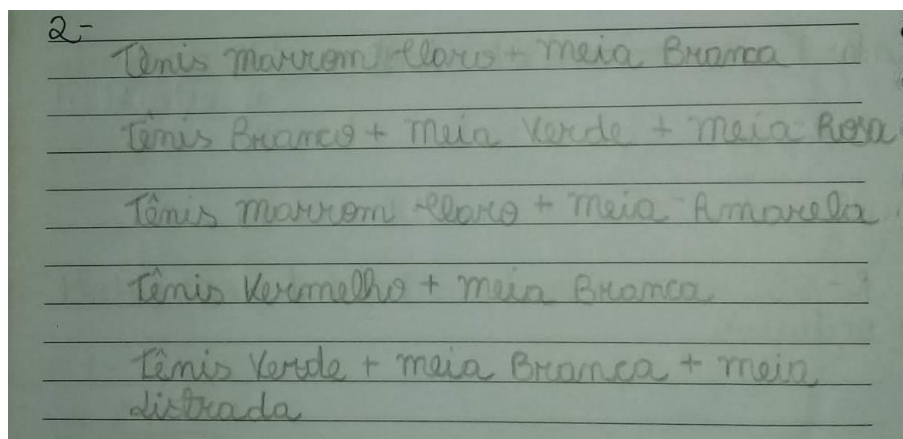 2-
Tênis marrom claro + meia Branca
Tênis Branco + meia Verde + meia Rosa
Tênis marrom claro + meia Amarela
Tênis Vermelho + meia Branca
Tênis Verde + meia Branca + meia
listrada